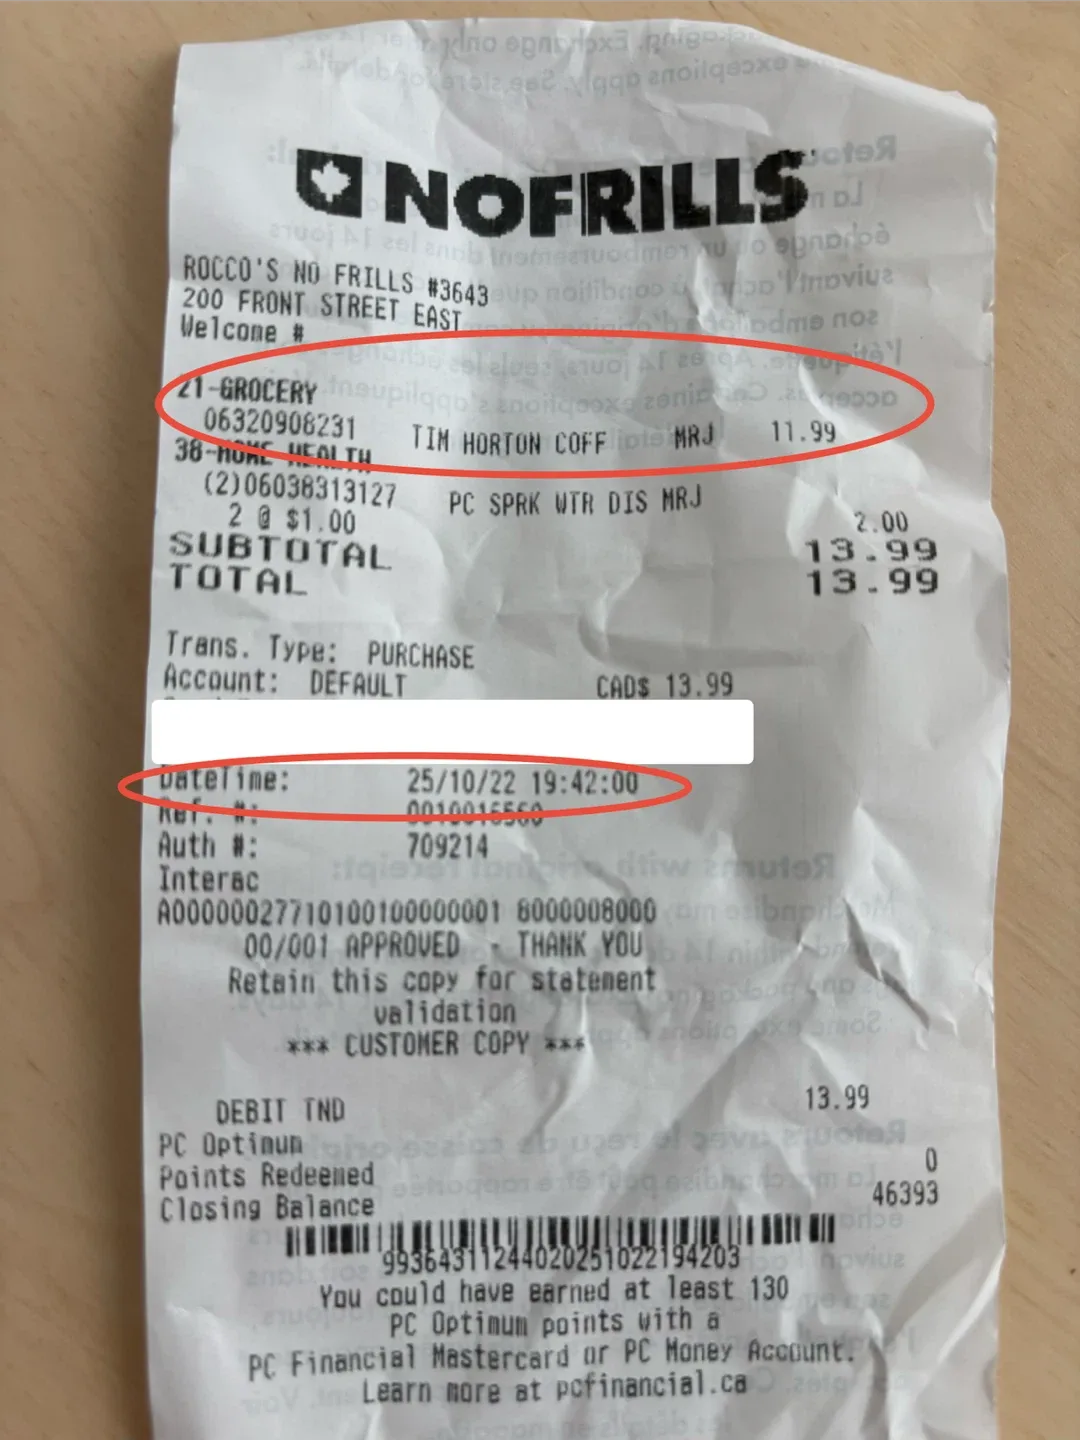 NOFRILLS
ROCCO'S NO FRILLS #3643
200 FRONT STREET EAST
Welcome #
21-GROCERY
06320908231 TIM HORTON COFF MRJ 11.99
38-HOME HEALTH
(2)06038313127 PC SPRK WTR DIS MRJ
2 @ $1.00 2.00
SUBTOTAL 13.99
TOTAL 13.99
Trans. Type: PURCHASE
Account: DEFAULT CAD$ 13.99
DateTime: 25/10/22 19:42:00
Ref. #: 0010016560
Auth #: 709214
Interac
A0000002771010010000000​1 8000008000
00/001 APPROVED - THANK YOU
Retain this copy for statement
validation
*** CUSTOMER COPY ***
DEBIT TND 13.99
PC Optimum
Points Redeemed 0
Closing Balance 46393
9936431124402020251022194203
You could have earned at least 130
PC Optimum points with a
PC Financial Mastercard or PC Money Account.
Learn more at pcfinancial.ca